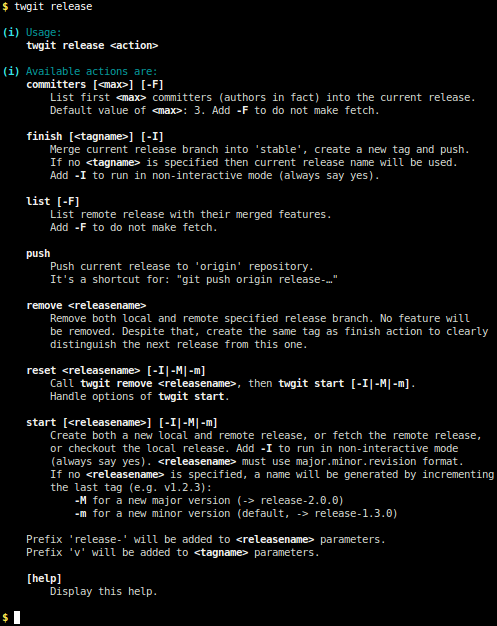 $ twgit release
(i) Usage:
twgit release <action>
(i) Available actions are:
committers [<max>] [-F]
List first <max> committers (authors in fact) into the current release.
Default value of <max>: 3. Add -F to do not make fetch.
finish [<tagname>] [-I]
Merge current release branch into 'stable', create a new tag and push.
If no <tagname> is specified then current release name will be used.
Add -I to run in non-interactive mode (always say yes).
list [-F]
List remote release with their merged features.
Add -F to do not make fetch.
push
Push current release to 'origin' repository.
It's a shortcut for: "git push origin release-…"
remove <releasename>
Remove both local and remote specified release branch. No feature will
be removed. Despite that, create the same tag as finish action to clearly
distinguish the next release from this one.
reset <releasename> [-I|-M|-m]
Call twgit remove <releasename>, then twgit start [-I|-M|-m].
Handle options of twgit start.
start [<releasename>] [-I|-M|-m]
Create both a new local and remote release, or fetch the remote release,
or checkout the local release. Add -I to run in non-interactive mode
(always say yes). <releasename> must use major.minor.revision format.
If no <releasename> is specified, a name will be generated by incrementing
the last tag (e.g. v1.2.3):
-M for a new major version (-> release-2.0.0)
-m for a new minor version (default, -> release-1.3.0)
Prefix 'release-' will be added to <releasename> parameters.
Prefix 'v' will be added to <tagname> parameters.
[help]
Display this help.
$